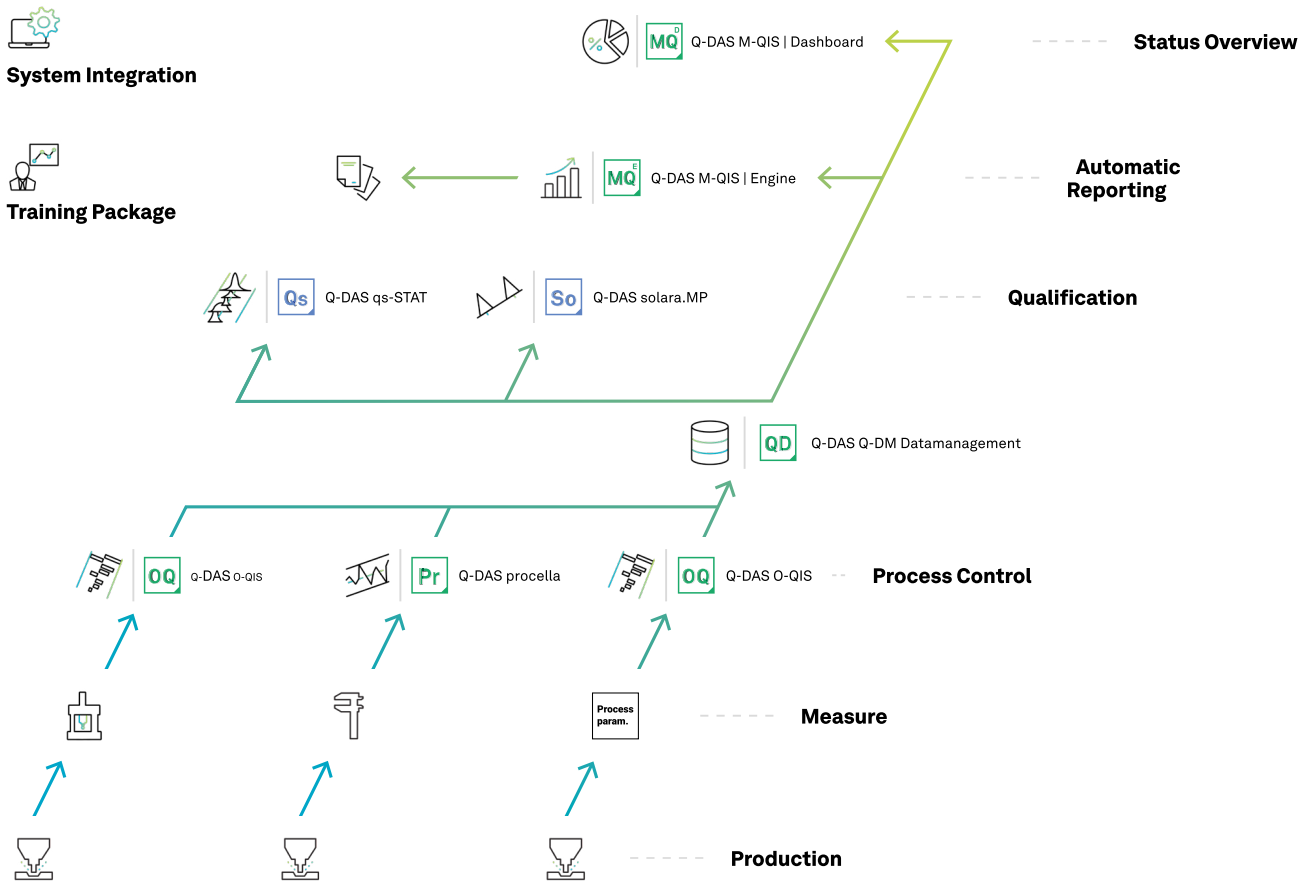 System Integration
MQ D Q-DAS M-QIS | Dashboard
Status Overview
Training Package
MQ E Q-DAS M-QIS | Engine
Automatic
Reporting
Qs Q-DAS qs-STAT
So Q-DAS solara.MP
Qualification
QD Q-DAS Q-DM Datamanagement
OQ Q-DAS O-QIS
Pr Q-DAS procella
OQ Q-DAS O-QIS
Process Control
Process
param.
Measure
Production